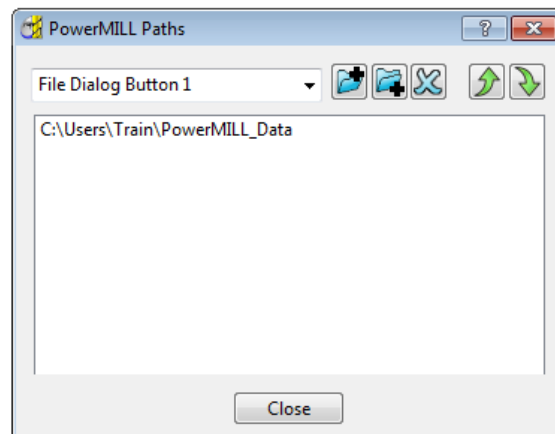 PowerMILL Paths
File Dialog Button 1
C:\Users\Train\PowerMILL_Data
Close